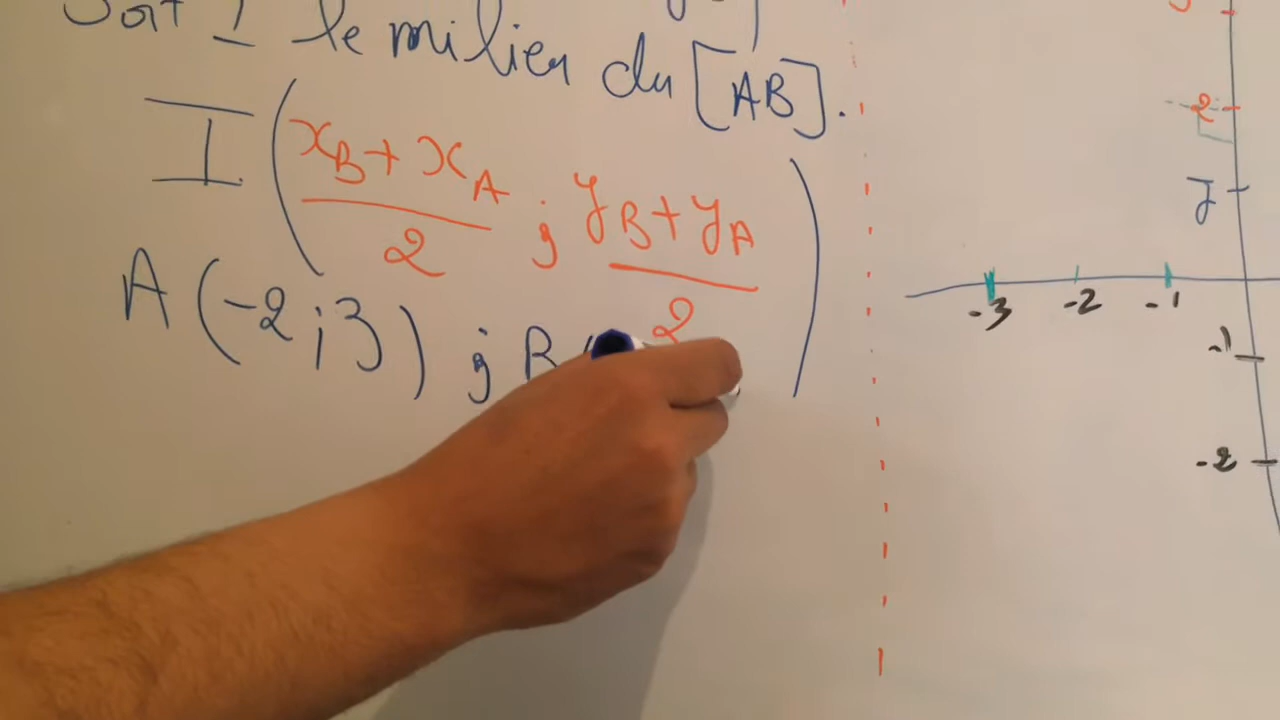 Soit I le milieu du [AB].
I ( x_B + x_A / 2 ; y_B + y_A / 2 )
A (-2 ; 3) ; B (
2
J
-3 -2 -1
-1
-2